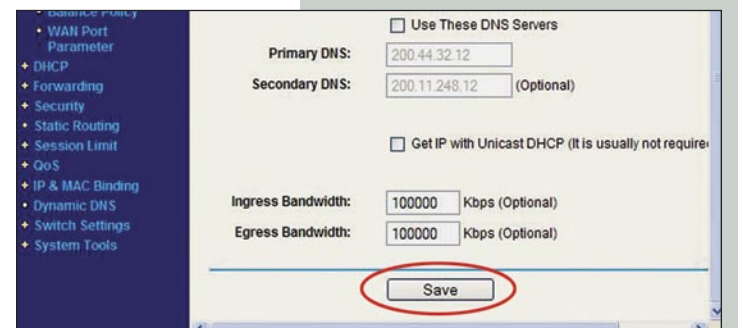 Balance Policy
WAN Port
Parameter
DHCP
Forwarding
Security
Static Routing
Session Limit
QoS
IP & MAC Binding
Dynamic DNS
Switch Settings
System Tools
Use These DNS Servers
Primary DNS: 200.44.32.12
Secondary DNS: 200.11.248.12 (Optional)
Get IP with Unicast DHCP (It is usually not require
Ingress Bandwidth: 100000 Kbps (Optional)
Egress Bandwidth: 100000 Kbps (Optional)
Save